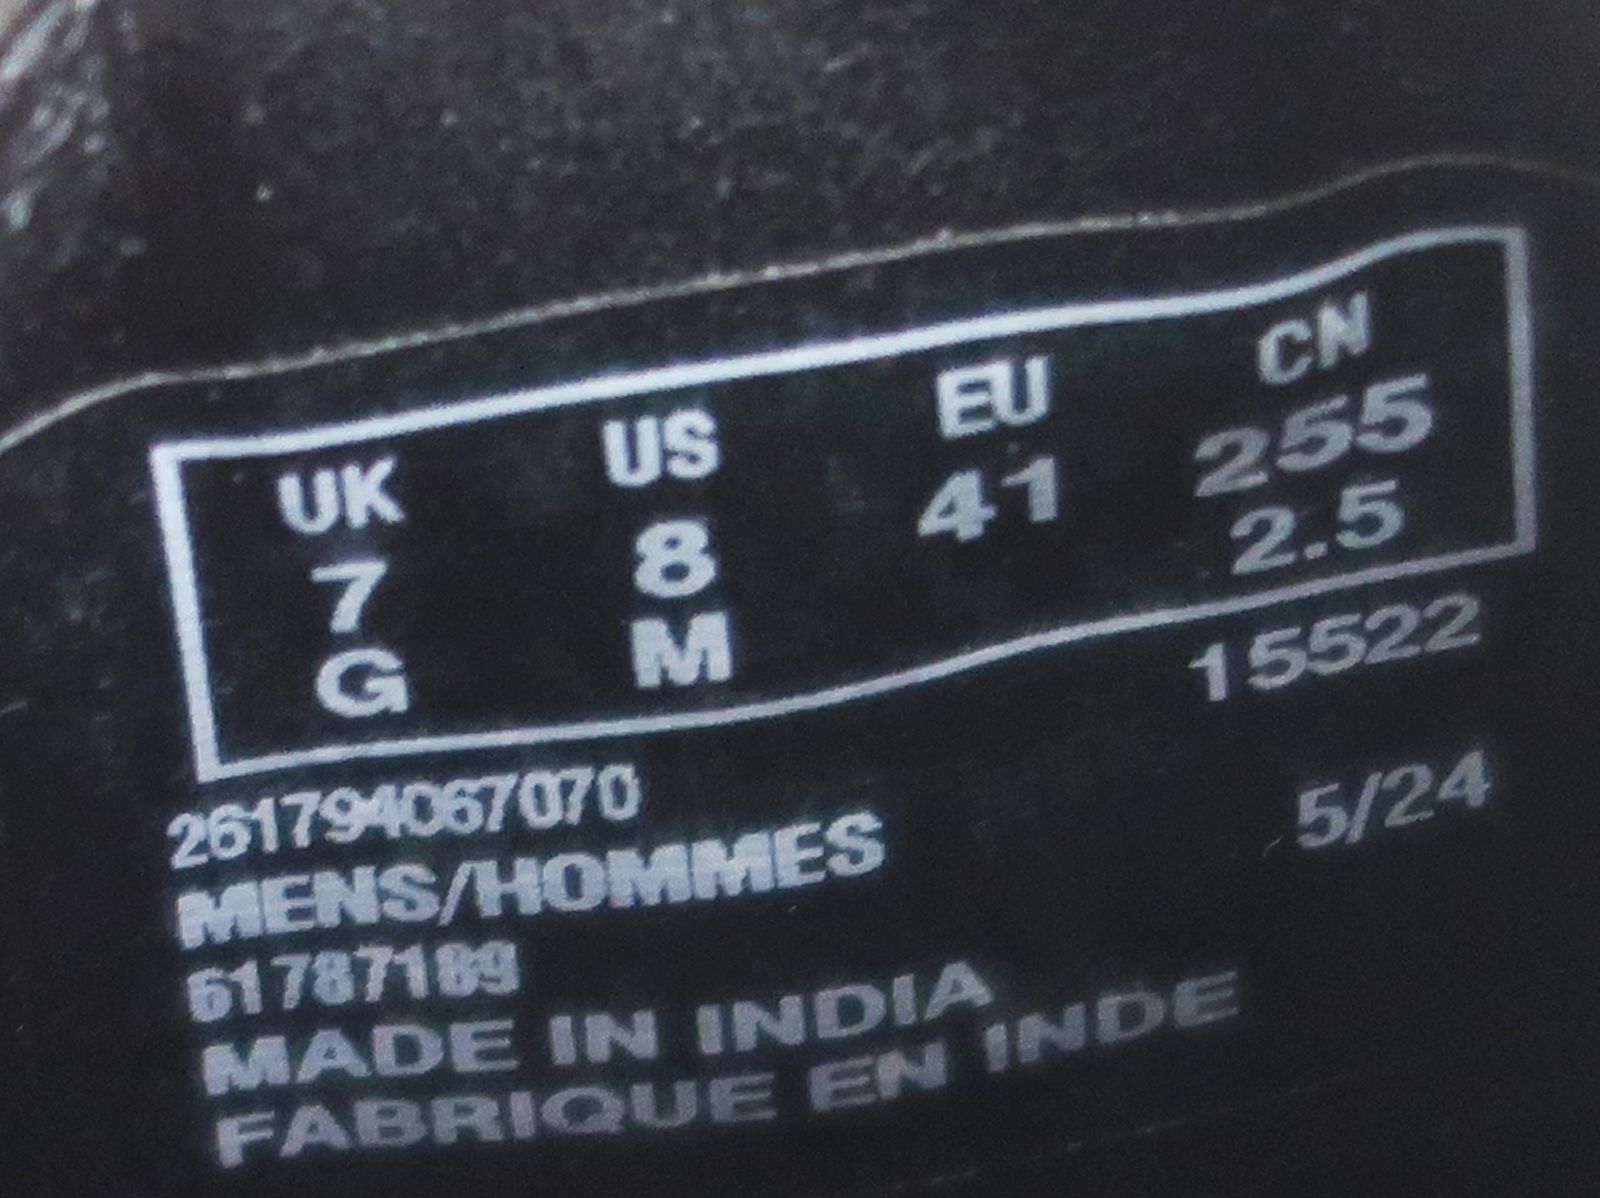 UK US EU CN
7 8 41 255
G M 2.5
15522
261794067070
5/24
MENS/HOMMES
61787189
MADE IN INDIA
FABRIQUE EN INDE